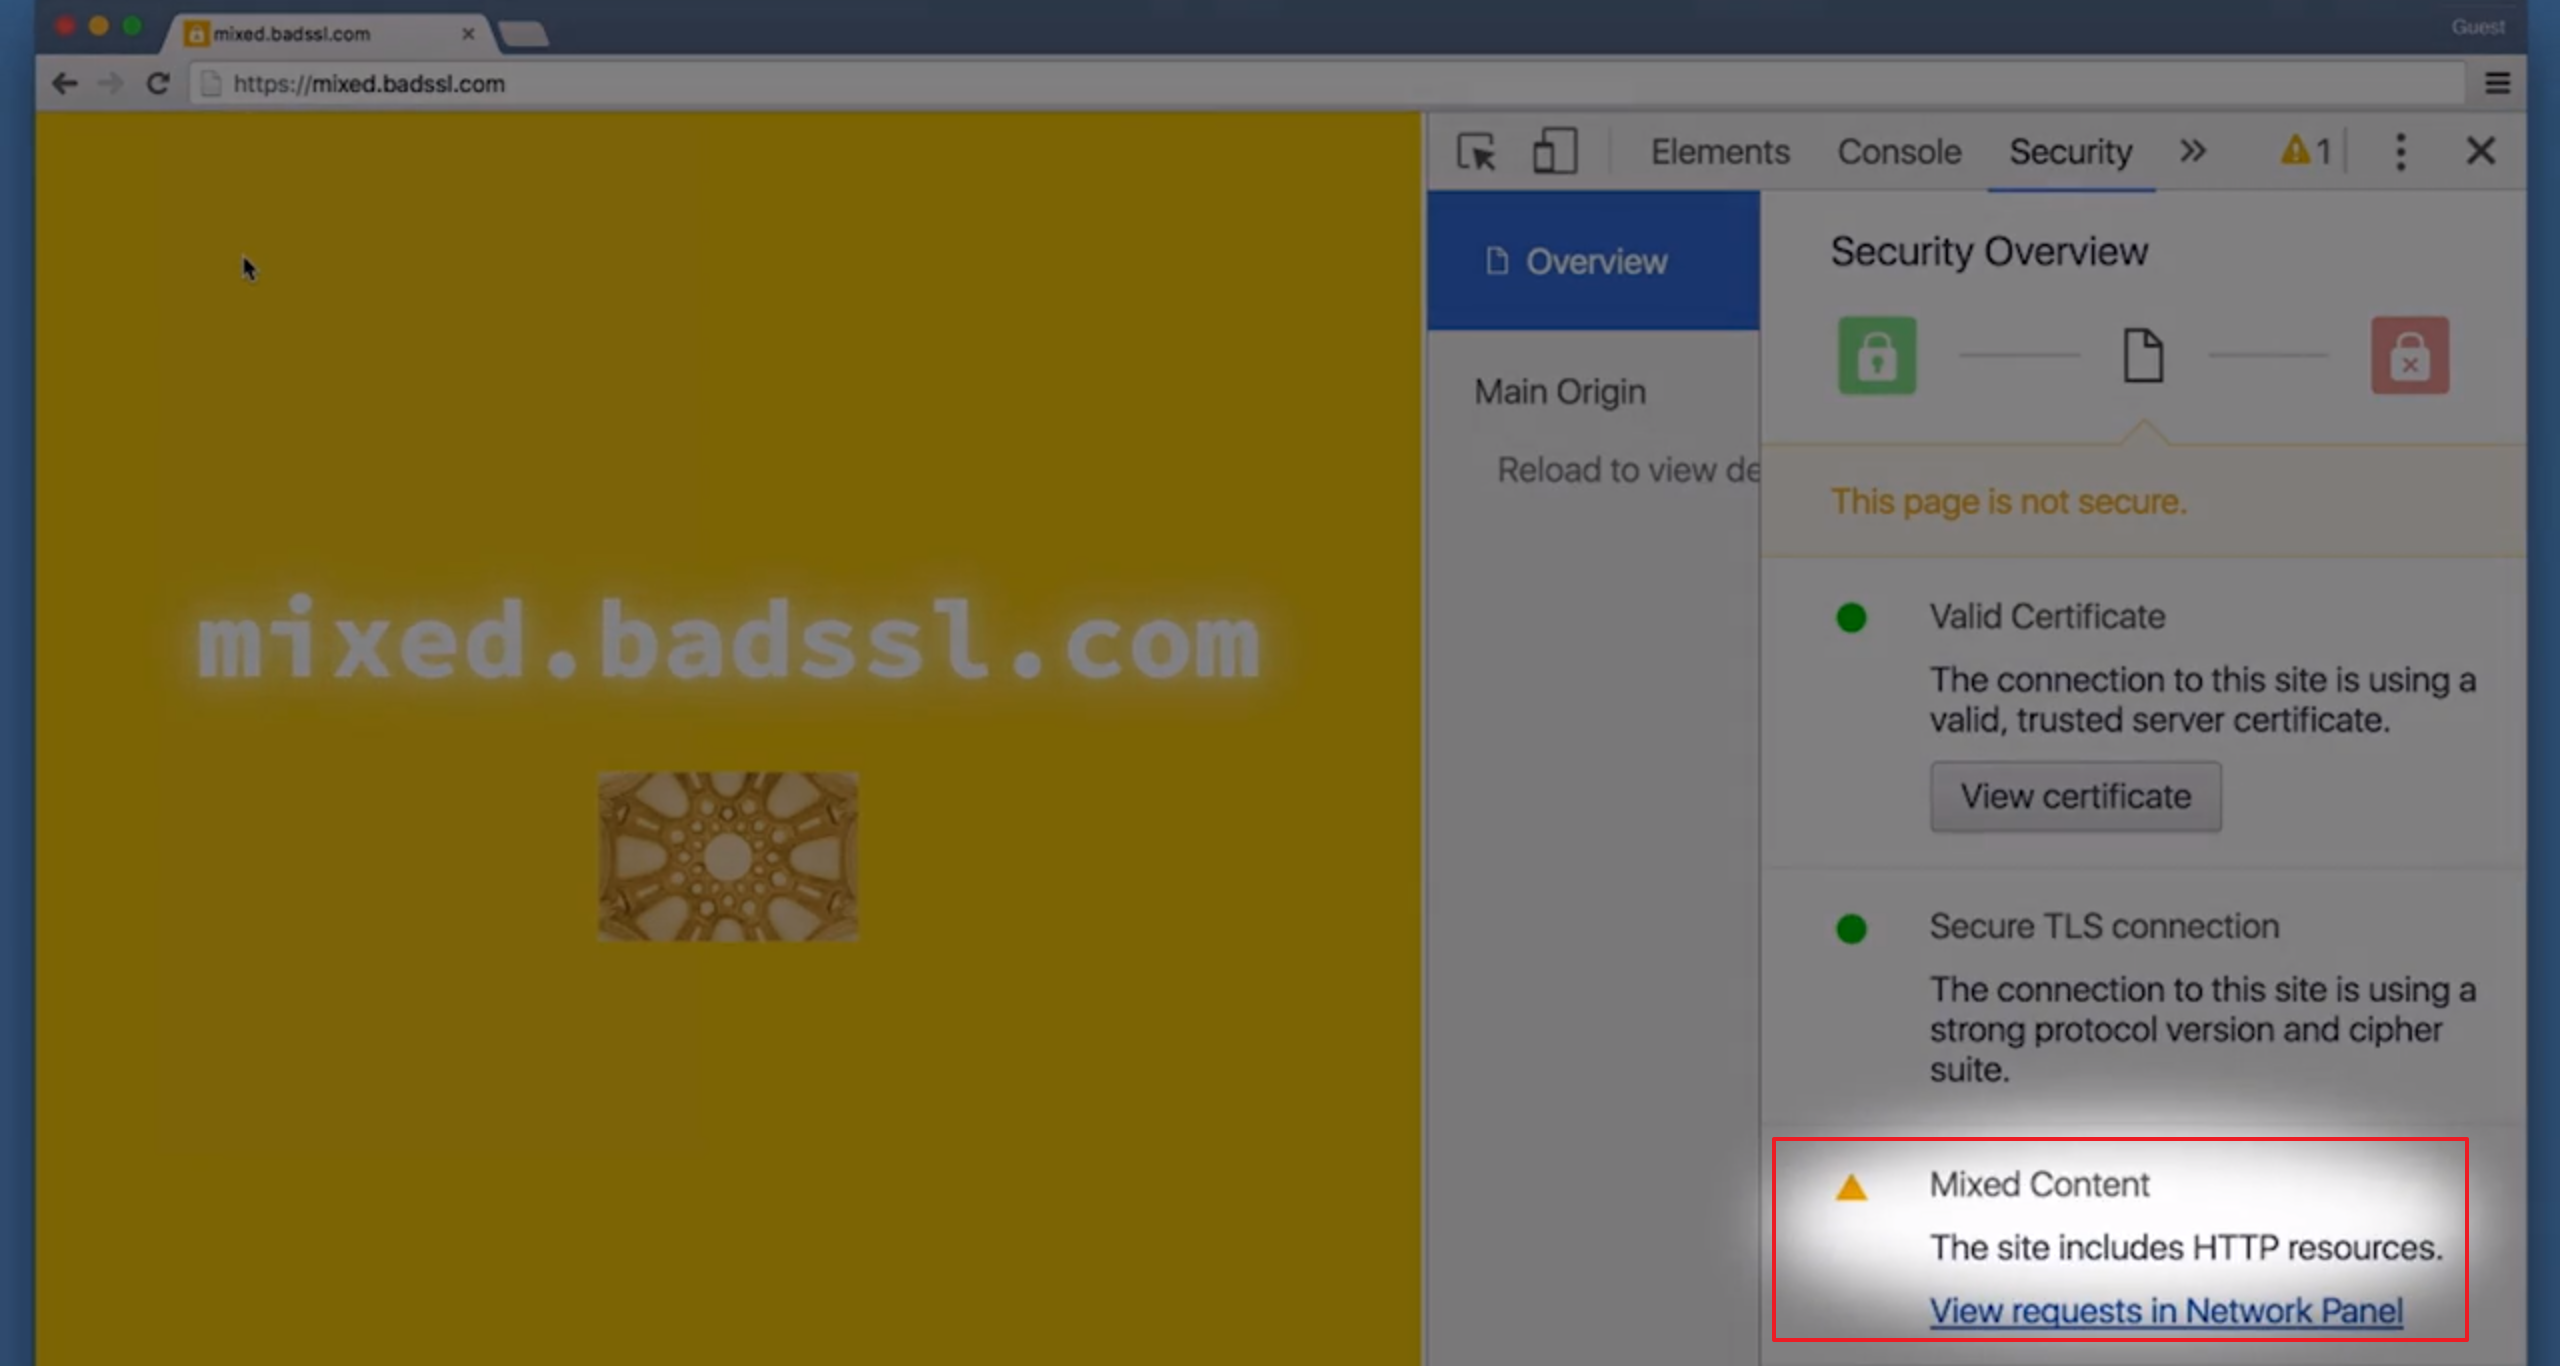 mixed.badssl.com
Guest
https://mixed.badssl.com
Elements Console Security 1
Overview
Main Origin
Reload to view de
mixed.badssl.com
Security Overview
This page is not secure.
Valid Certificate
The connection to this site is using a
valid, trusted server certificate.
View certificate
Secure TLS connection
The connection to this site is using a
strong protocol version and cipher
suite.
Mixed Content
The site includes HTTP resources.
View requests in Network Panel